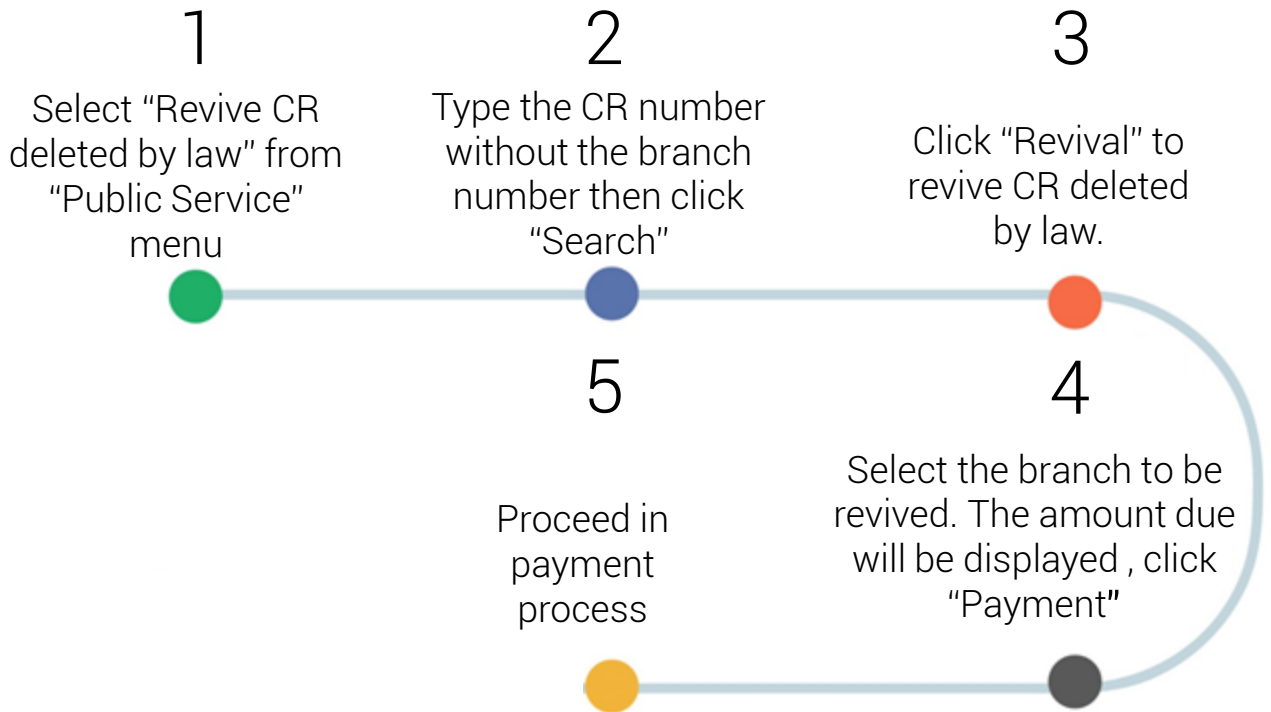 1
Select “Revive CR
deleted by law” from
“Public Service”
menu
2
Type the CR number
without the branch
number then click
“Search”
3
Click “Revival” to
revive CR deleted
by law.
4
Select the branch to be
revived. The amount due
will be displayed , click
“Payment”
5
Proceed in
payment
process